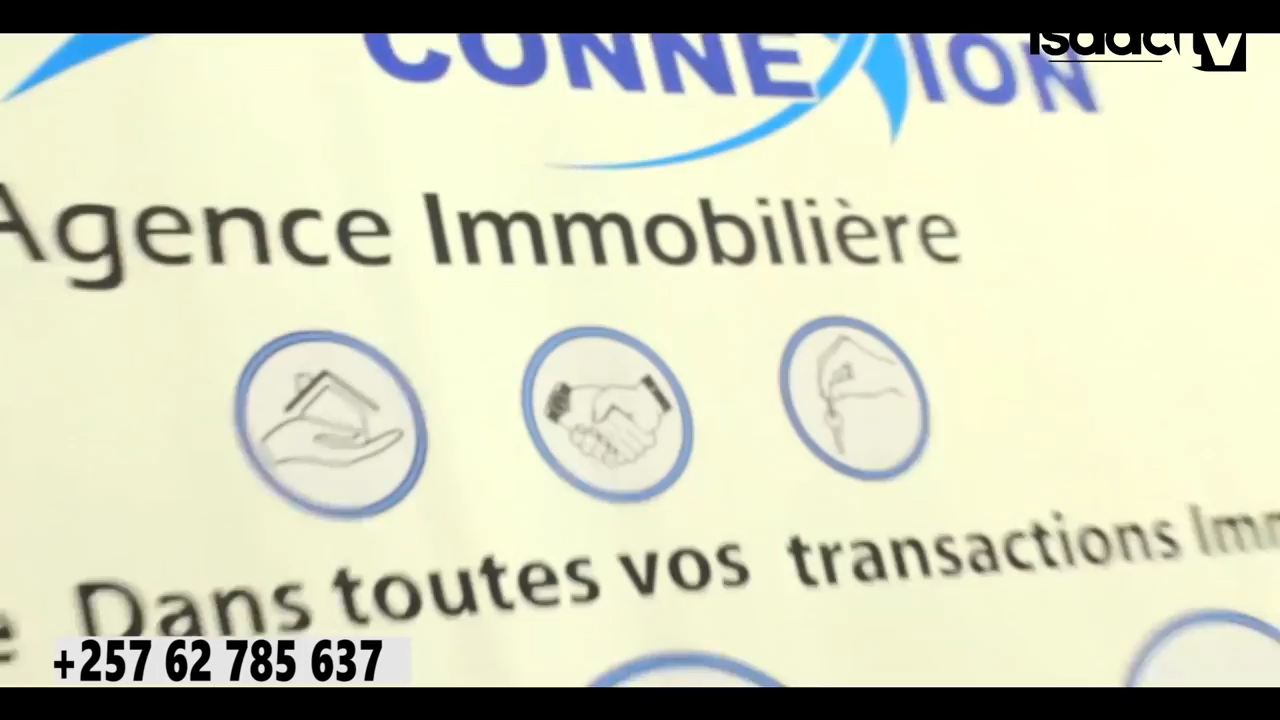 CONNEXION
isaac tv
Agence Immobilière
Dans toutes vos transactions
+257 62 785 637